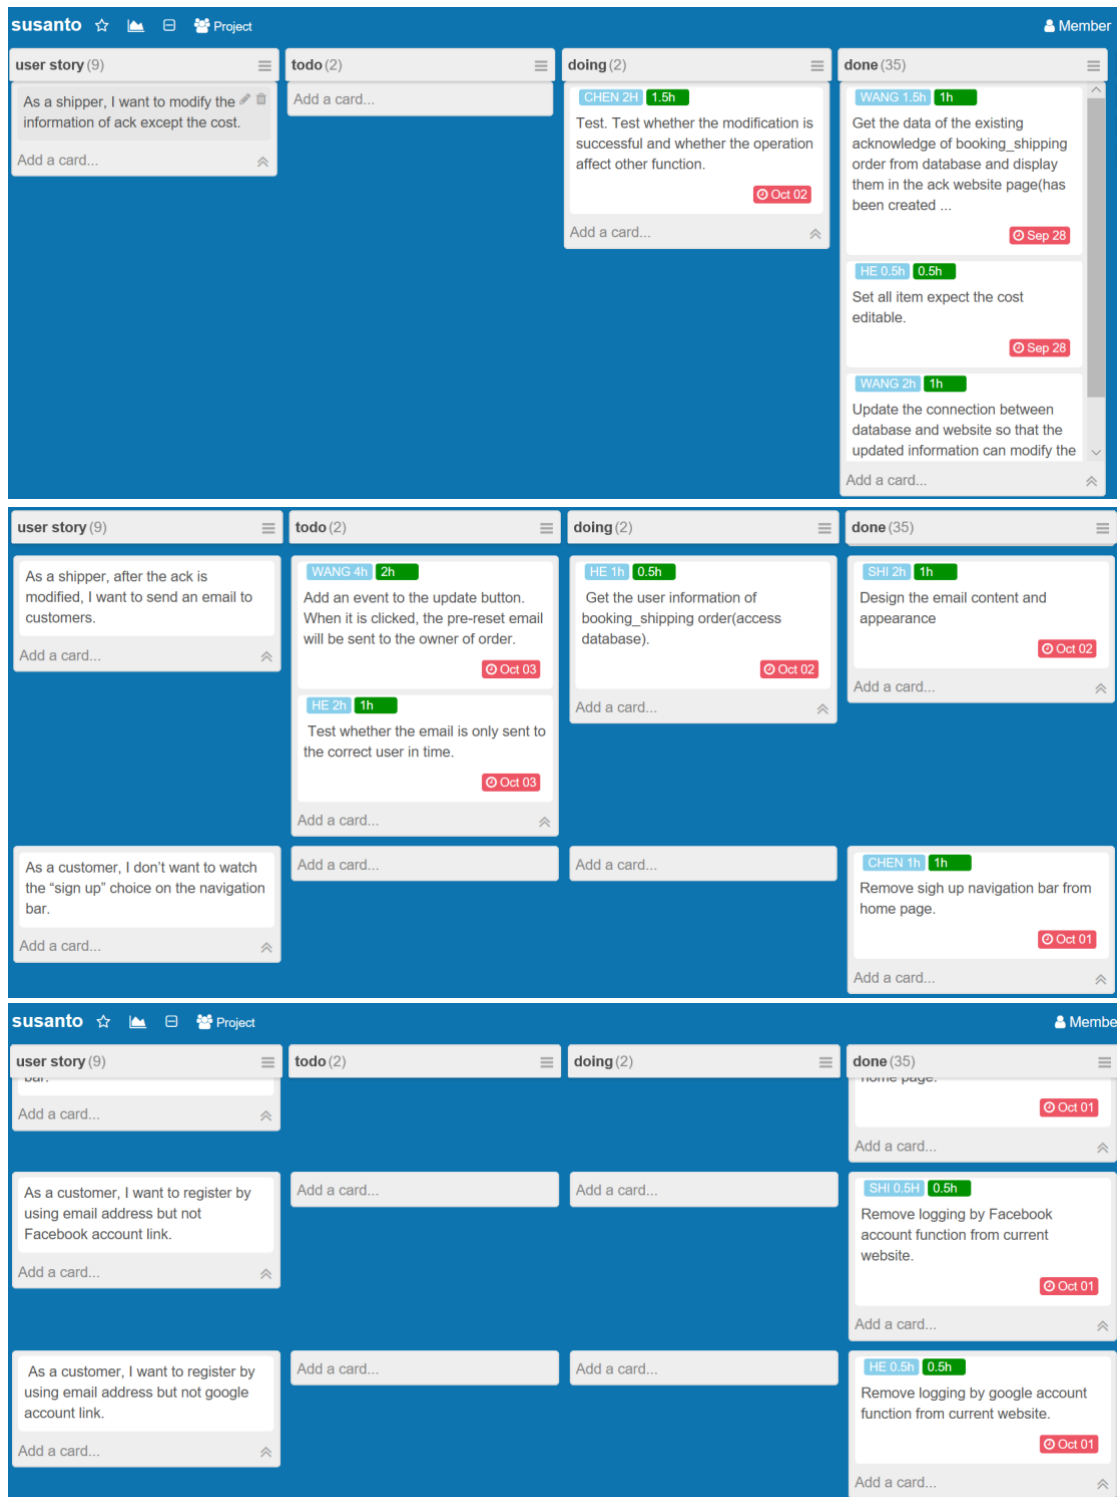 susanto Project Member
user story (9)
todo (2)
doing (2)
done (35)
As a shipper, I want to modify the
information of ack except the cost.
Add a card...
Add a card...
CHEN 2H 1.5h
Test. Test whether the modification is
successful and whether the operation
affect other function.
Oct 02
Add a card...
WANG 1.5h 1h
Get the data of the existing
acknowledge of booking_shipping
order from database and display
them in the ack website page(has
been created ...
Sep 28
HE 0.5h 0.5h
Set all item expect the cost
editable.
Sep 28
WANG 2h 1h
Update the connection between
database and website so that the
updated information can modify the
Add a card...
user story (9)
todo (2)
doing (2)
done (35)
As a shipper, after the ack is
modified, I want to send an email to
customers.
Add a card...
WANG 4h 2h
Add an event to the update button.
When it is clicked, the pre-reset email
will be sent to the owner of order.
Oct 03
HE 2h 1h
Test whether the email is only sent to
the correct user in time.
Oct 03
Add a card...
HE 1h 0.5h
Get the user information of
booking_shipping order(access
database).
Oct 02
Add a card...
SHI 2h 1h
Design the email content and
appearance
Oct 02
Add a card...
As a customer, I don't want to watch
the “sign up” choice on the navigation
bar.
Add a card...
Add a card...
Add a card...
CHEN 1h 1h
Remove sigh up navigation bar from
home page.
Oct 01
Add a card...
susanto Project Membe
user story (9)
todo (2)
doing (2)
done (35)
bar.
Add a card...
home page.
Oct 01
Add a card...
As a customer, I want to register by
using email address but not
Facebook account link.
Add a card...
Add a card...
Add a card...
SHI 0.5H 0.5h
Remove logging by Facebook
account function from current
website.
Oct 01
Add a card...
As a customer, I want to register by
using email address but not google
account link.
Add a card...
Add a card...
Add a card...
HE 0.5h 0.5h
Remove logging by google account
function from current website.
Oct 01
Add a card...